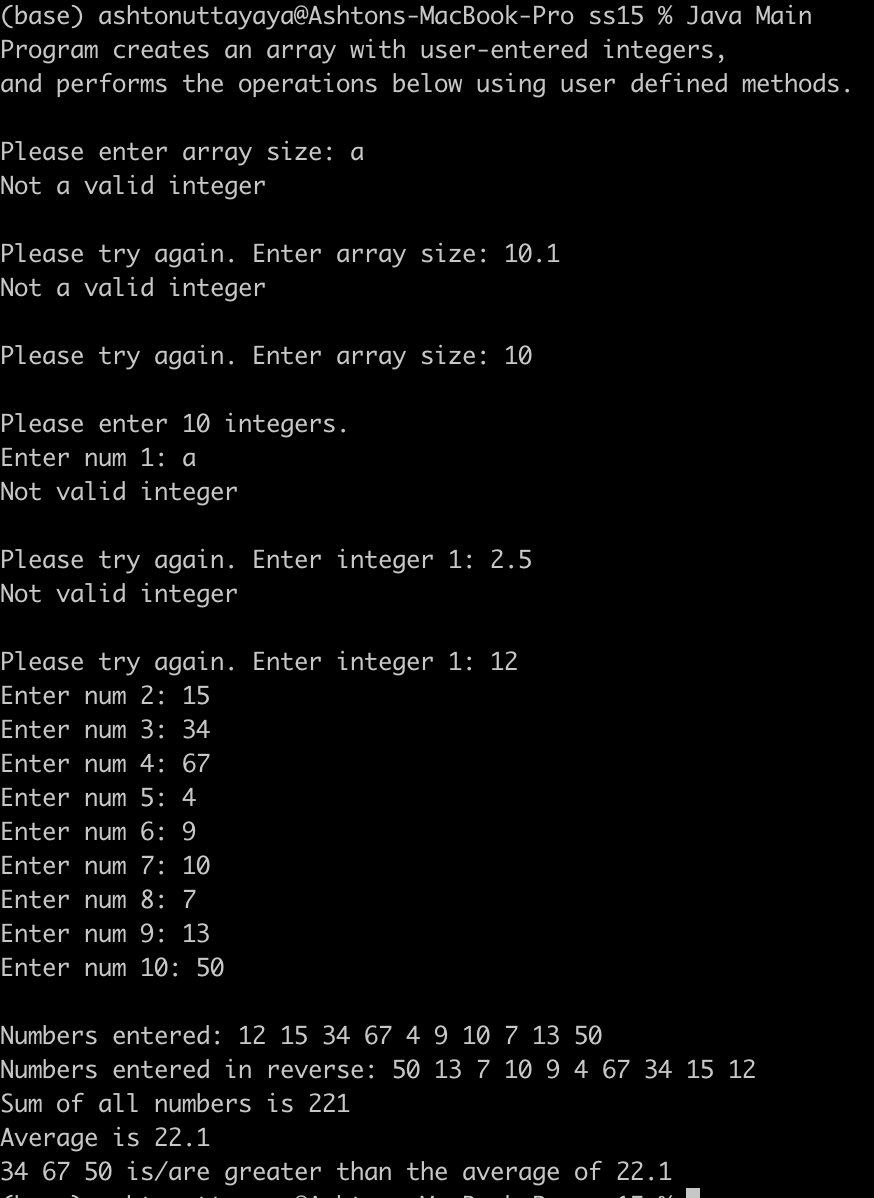 (base) ashtonuttayaya@Ashtons-MacBook-Pro ss15 % Java Main
Program creates an array with user-entered integers,
and performs the operations below using user defined methods.
Please enter array size: a
Not a valid integer
Please try again. Enter array size: 10.1
Not a valid integer
Please try again. Enter array size: 10
Please enter 10 integers.
Enter num 1: a
Not valid integer
Please try again. Enter integer 1: 2.5
Not valid integer
Please try again. Enter integer 1: 12
Enter num 2: 15
Enter num 3: 34
Enter num 4: 67
Enter num 5: 4
Enter num 6: 9
Enter num 7: 10
Enter num 8: 7
Enter num 9: 13
Enter num 10: 50
Numbers entered: 12 15 34 67 4 9 10 7 13 50
Numbers entered in reverse: 50 13 7 10 9 4 67 34 15 12
Sum of all numbers is 221
Average is 22.1
34 67 50 is/are greater than the average of 22.1